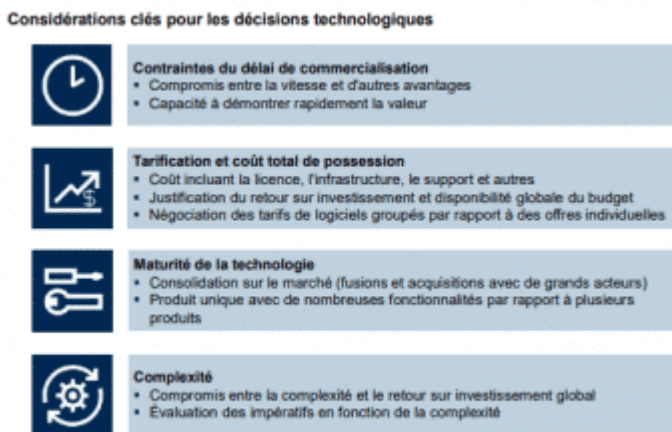 Considérations clés pour les décisions technologiques
Contraintes du délai de commercialisation
▪ Compromis entre la vitesse et d'autres avantages
▪ Capacité à démontrer rapidement la valeur
$
Tarification et coût total de possession
▪ Coût incluant la licence, l'infrastructure, le support et autres
▪ Justification du retour sur investissement et disponibilité globale du budget
▪ Négociation des tarifs de logiciels groupés par rapport à des offres individuelles
Maturité de la technologie
▪ Consolidation sur le marché (fusions et acquisitions avec de grands acteurs)
▪ Produit unique avec de nombreuses fonctionnalités par rapport à plusieurs
produits
Complexité
▪ Compromis entre la complexité et le retour sur investissement global
▪ Évaluation des impératifs en fonction de la complexité